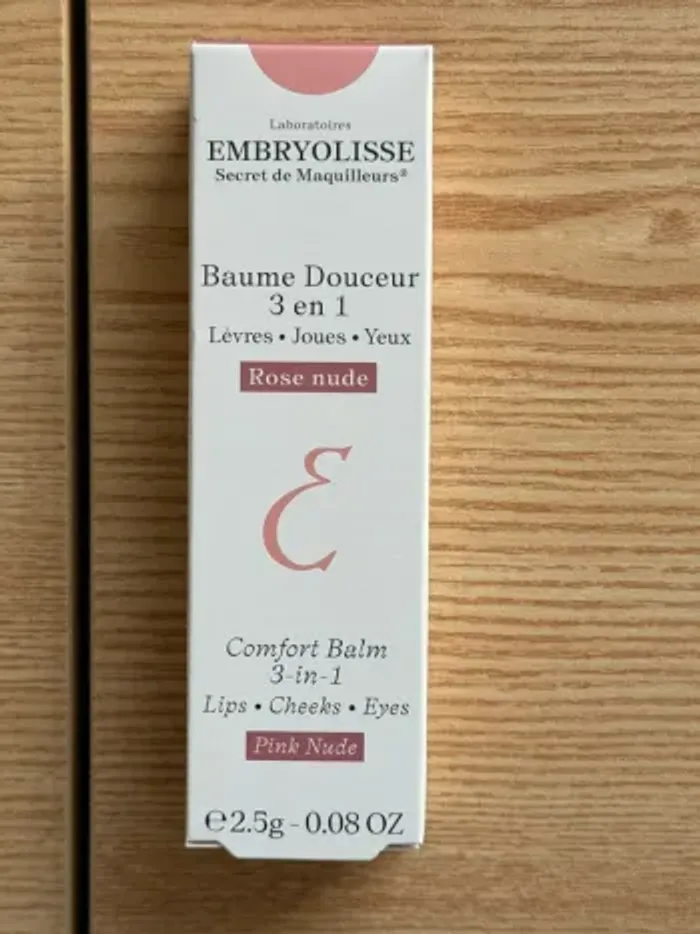 Laboratoires
EMBRYOLISSE
Secret de Maquilleurs®
Baume Douceur
3 en 1
Lèvres • Joues • Yeux
Rose nude
E
Comfort Balm
3-in-1
Lips • Cheeks • Eyes
Pink Nude
℮2.5g - 0.08 OZ